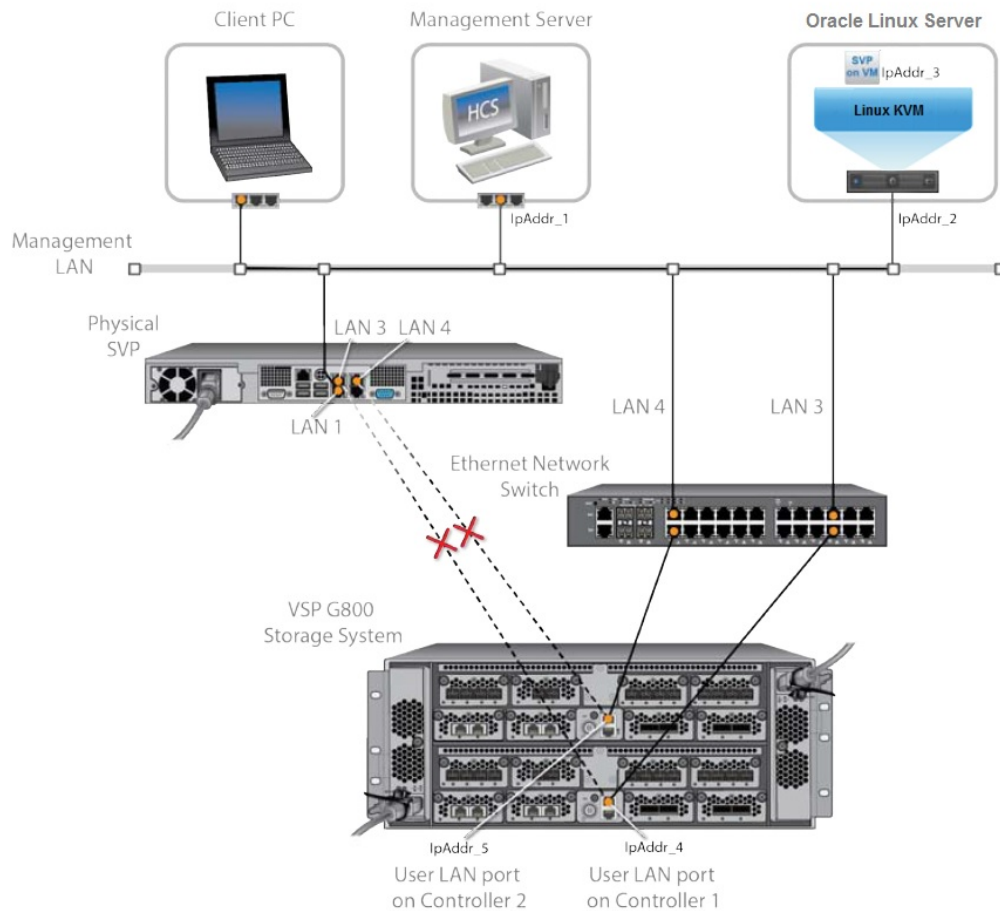 Client PC
Management Server
Oracle Linux Server
SVP
on VM
IpAddr_3
HCS
Linux KVM
IpAddr_1
IpAddr_2
Management
LAN
Physical
SVP
LAN 3
LAN 4
LAN 1
LAN 4
LAN 3
Ethernet Network
Switch
VSP G800
Storage System
IpAddr_5
IpAddr_4
User LAN port
on Controller 2
User LAN port
on Controller 1